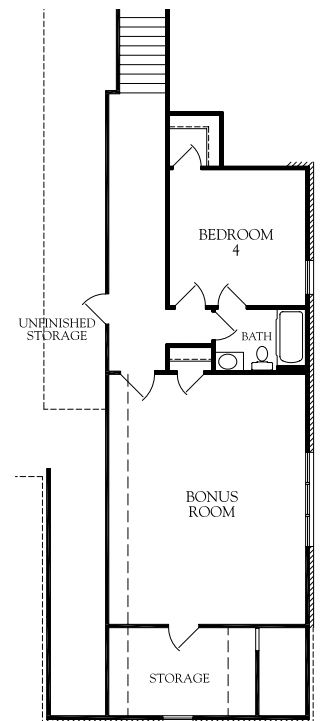 BEDROOM
4
UNFINISHED
STORAGE
BATH
BONUS
ROOM
STORAGE